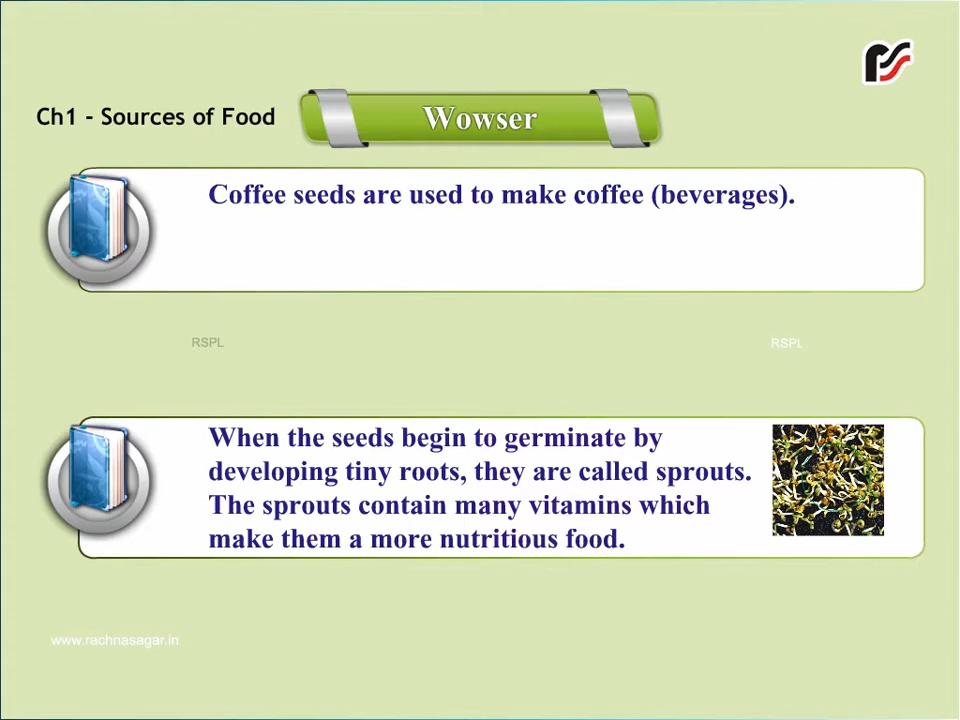 Ch1 - Sources of Food
Wowser
Coffee seeds are used to make coffee (beverages).
RSPL
RSPL
When the seeds begin to germinate by
developing tiny roots, they are called sprouts.
The sprouts contain many vitamins which
make them a more nutritious food.
www.rachnasagar.in